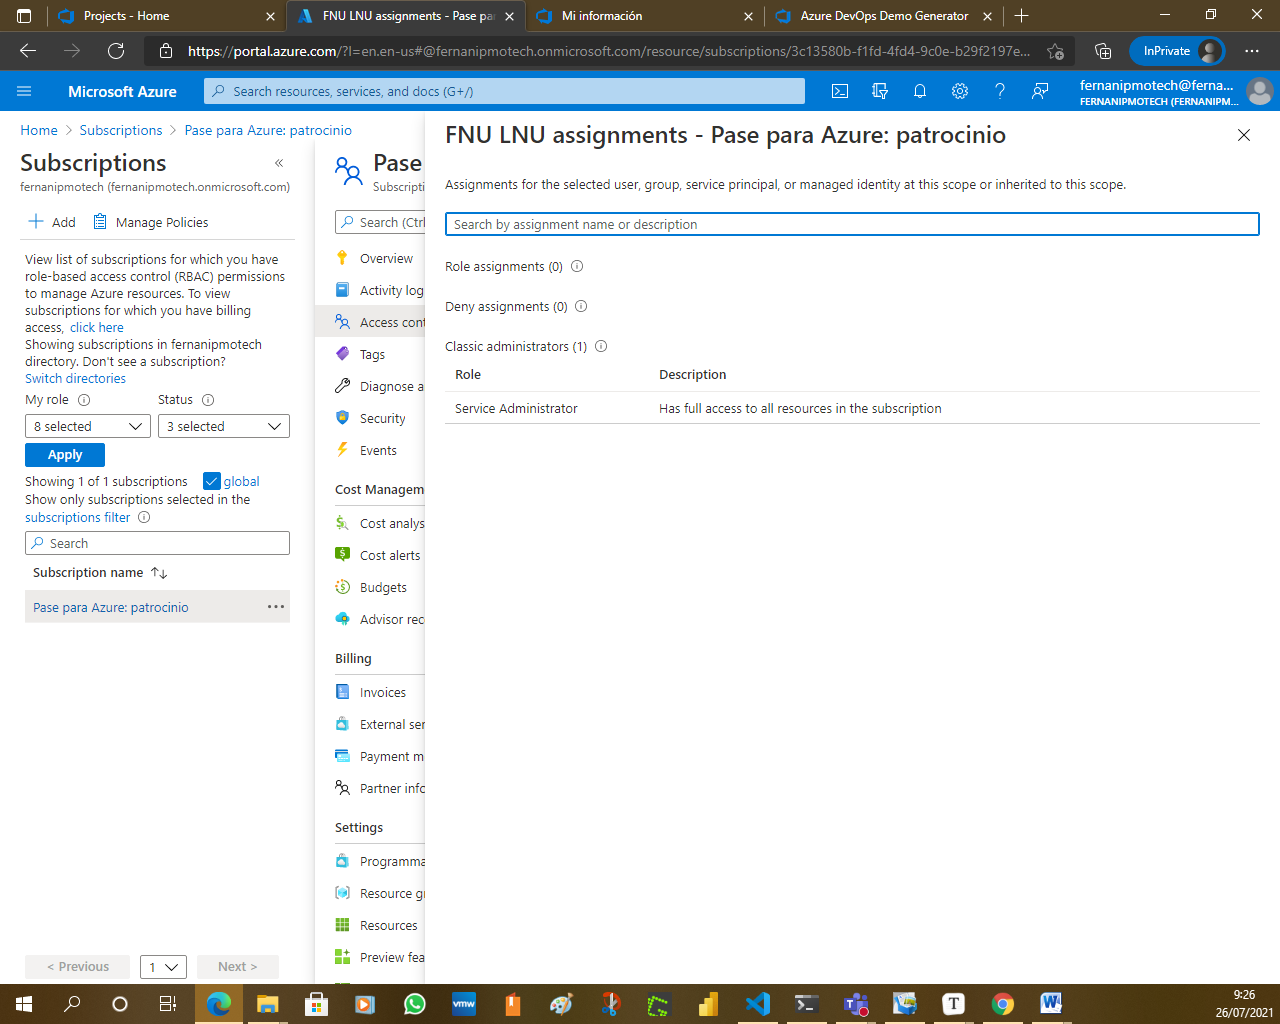 Projects - Home
FNU LNU assignments - Pase pa
Mi información
Azure DevOps Demo Generator
https://portal.azure.com/?l=en.en-us#@fernanipmotech.onmicrosoft.com/resource/subscriptions/3c13580b-f1fd-4fd4-9c0e-b29f2197e...
InPrivate
Microsoft Azure
Search resources, services, and docs (G+/)
fernanipmotech@ferna...
FERNANIPMOTECH (FERNANIPM...
Home > Subscriptions > Pase para Azure: patrocinio
Subscriptions
«
fernanipmotech (fernanipmotech.onmicrosoft.com)
Add
Manage Policies
View list of subscriptions for which you have
role-based access control (RBAC) permissions
to manage Azure resources. To view
subscriptions for which you have billing
access, click here
Showing subscriptions in fernanipmotech
directory. Don't see a subscription?
Switch directories
My role
Status
8 selected
3 selected
Apply
Showing 1 of 1 subscriptions
global
Show only subscriptions selected in the
subscriptions filter
Search
Subscription name
Pase para Azure: patrocinio
...
< Previous
1
Next >
Pase
Subscripti
Search (Ctrl
Overview
Activity log
Access cont
Tags
Diagnose a
Security
Events
Cost Managem
Cost analys
Cost alerts
Budgets
Advisor rec
Billing
Invoices
External ser
Payment m
Partner info
Settings
Programma
Resource gr
Resources
Preview fea
FNU LNU assignments - Pase para Azure: patrocinio
Assignments for the selected user, group, service principal, or managed identity at this scope or inherited to this scope.
Search by assignment name or description
Role assignments (0)
Deny assignments (0)
Classic administrators (1)
Role
Description
Service Administrator
Has full access to all resources in the subscription
vmw
T
W
9:26
26/07/2021